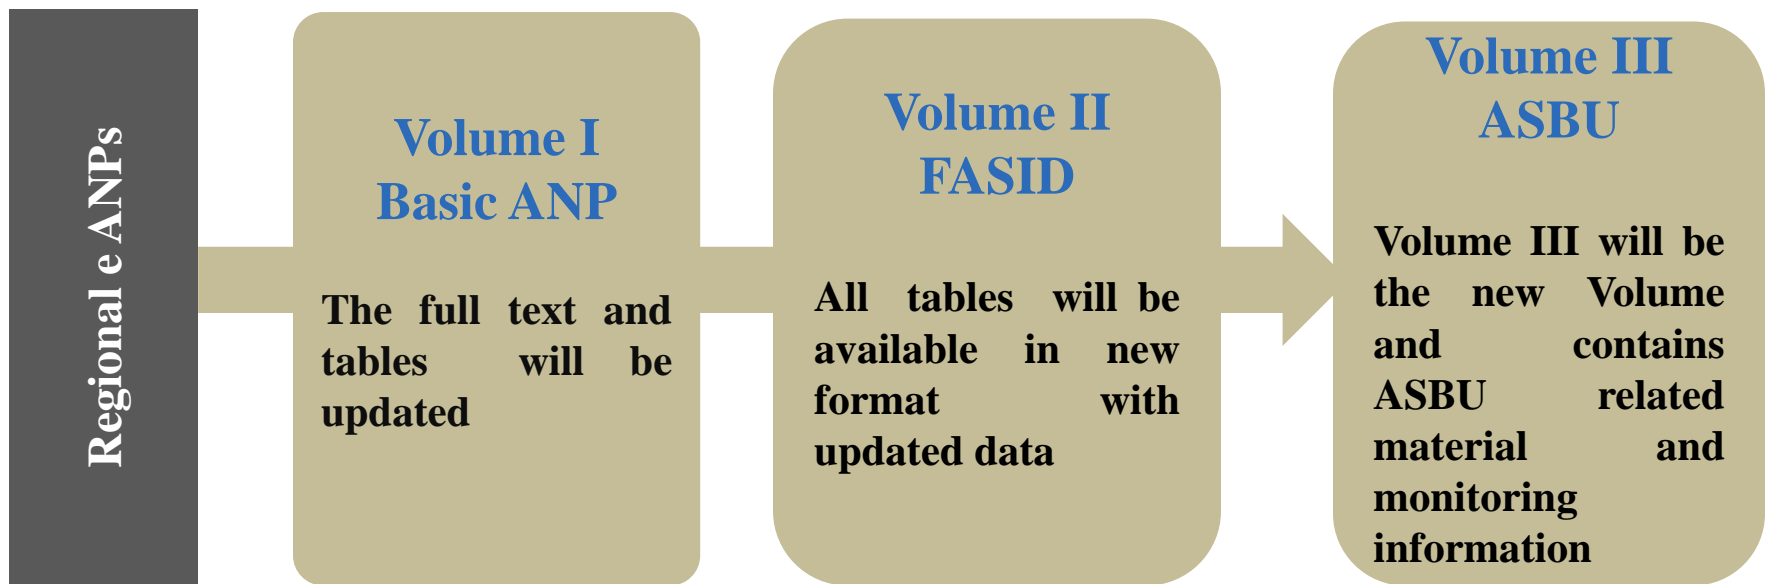 Regional e ANPs
Volume I
Basic ANP
The full text and
tables will be
updated
Volume II
FASID
All tables will be
available in new
format with
updated data
Volume III
ASBU
Volume III will be
the new Volume
and contains
ASBU related
material and
monitoring
information